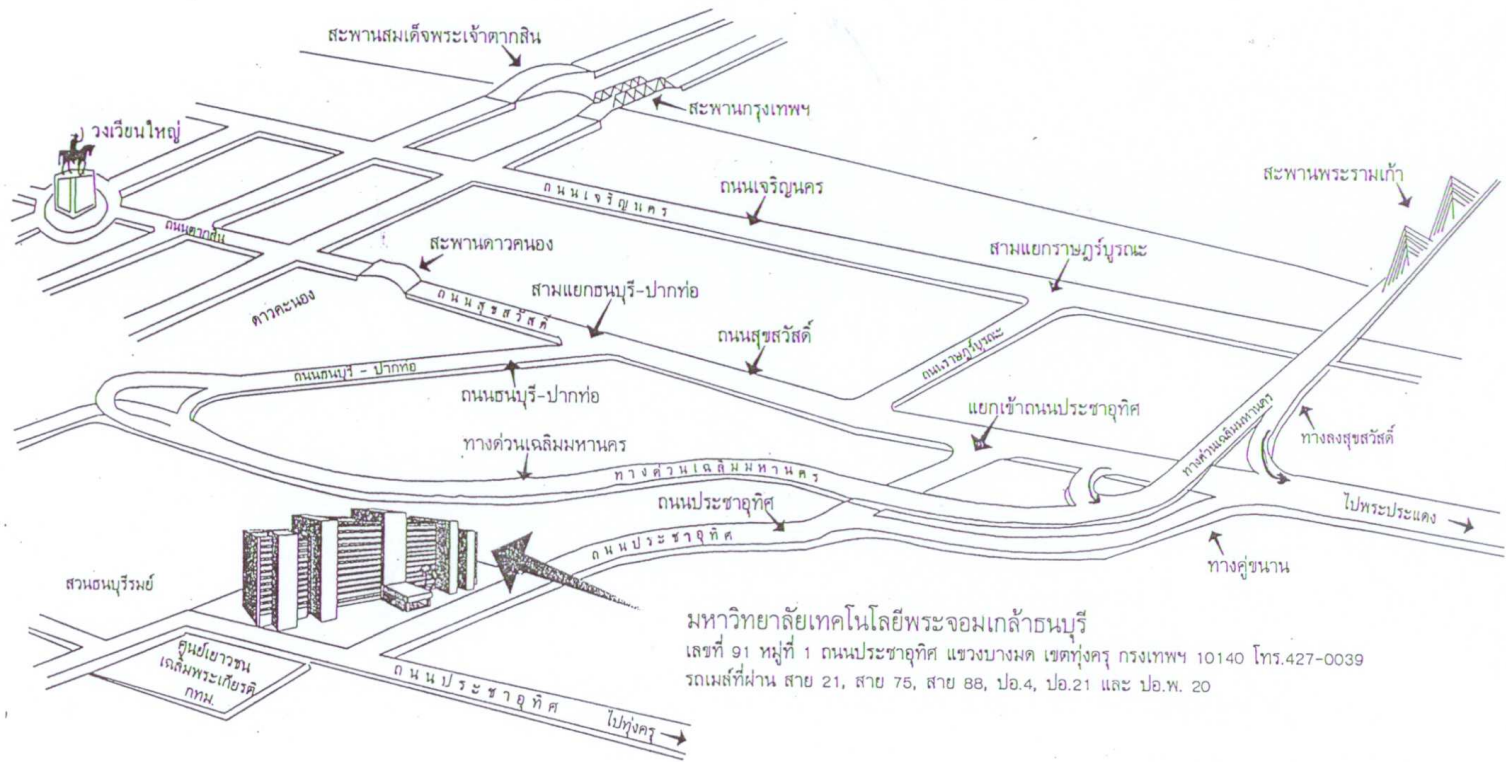 สะพานสมเด็จพระเจ้าตากสิน
สะพานกรุงเทพฯ
วงเวียนใหญ่
สะพานพระรามเก้า
ถนนเจริญนคร
ถนนเจริญนคร
ถนนตากสิน
สะพานดาวคนอง
สามแยกราษฎร์บูรณะ
สามแยกธนบุรี-ปากท่อ
ดาวคะนอง
ถนนสุขสวัสดิ์
ถนนสุขสวัสดิ์
ถนนราษฎร์บูรณะ
ถนนธนบุรี - ปากท่อ
ถนนธนบุรี-ปากท่อ
แยกเข้าถนนประชาอุทิศ
ทางด่วนเฉลิมมหานคร
ทางลงสุขสวัสดิ์
ทางด่วนเฉลิมมหานคร
ทางด่วนเฉลิมมหานคร
ถนนประชาอุทิศ
ไปพระประแดง
ถนนประชาอุทิศ
ทางคู่ขนาน
สวนธนบุรีรมย์
มหาวิทยาลัยเทคโนโลยีพระจอมเกล้าธนบุรี
เลขที่ 91 หมู่ที่ 1 ถนนประชาอุทิศ แขวงบางมด เขตทุ่งครุ กรุงเทพฯ 10140 โทร.427-0039
รถเมล์ที่ผ่าน สาย 21, สาย 75, สาย 88, ปอ.4, ปอ.21 และ ปอ.พ. 20
ศูนย์เยาวชน
เฉลิมพระเกียรติ
กทม.
ถนนประชาอุทิศ
ไปทุ่งครุ